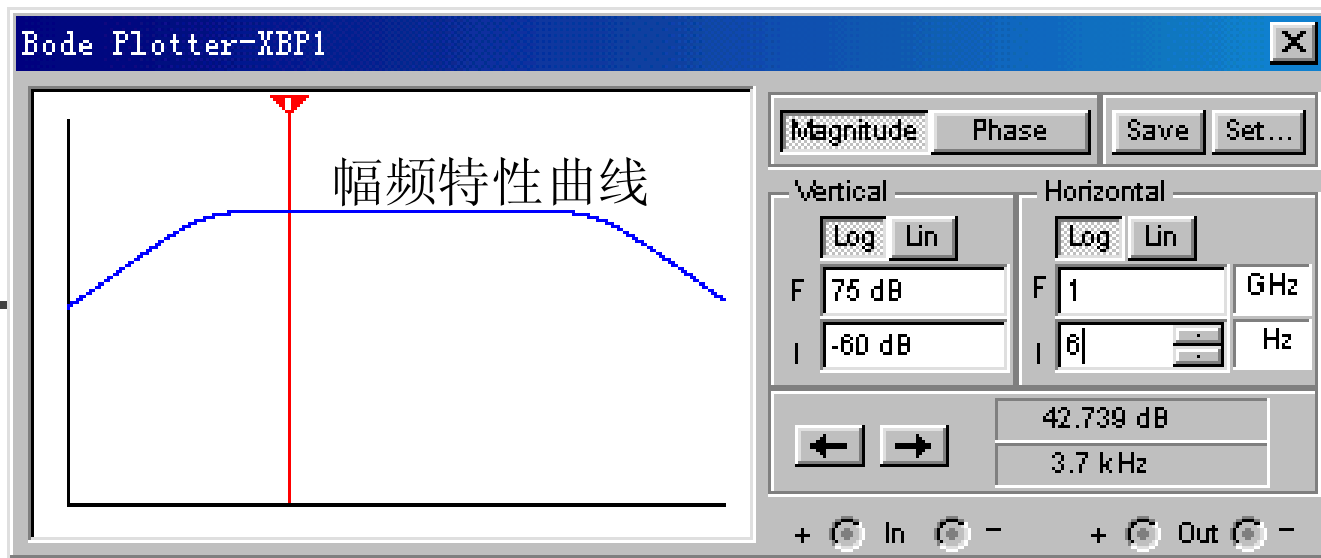 Bode Plotter-XBP1
幅频特性曲线
Magnitude Phase Save Set...
Vertical Horizontal
Log Lin Log Lin
F 75 dB F 1 GHz
I -60 dB I 6 Hz
42.739 dB
3.7 kHz
+ In - + Out -